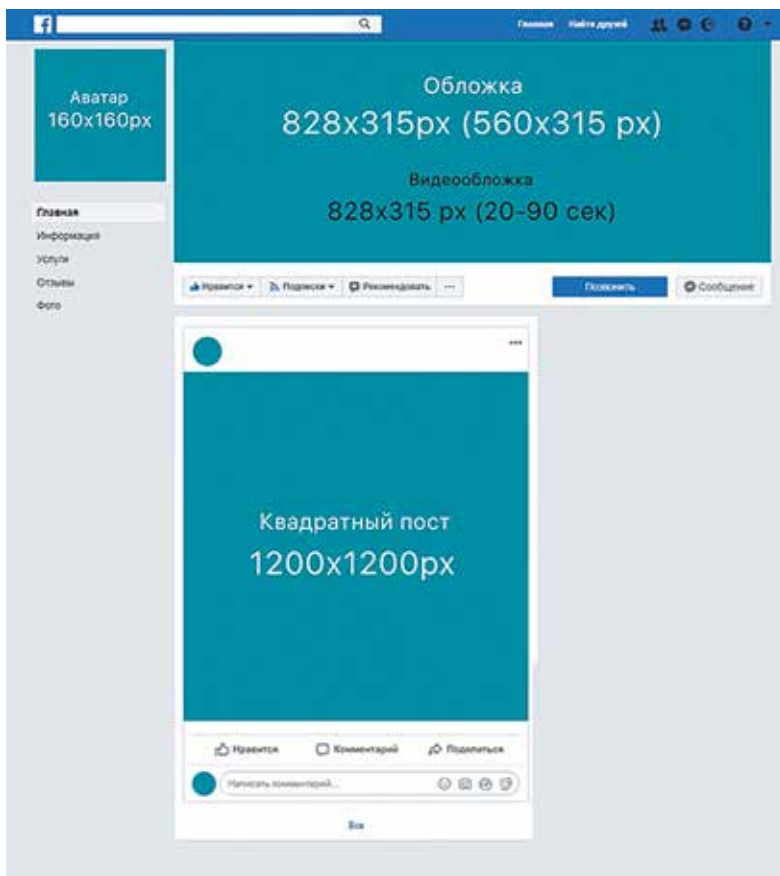 f
Главная Найти друзей
Аватар
160x160px
Обложка
828x315px (560x315 px)
Видеообложка
828x315 px (20-90 сек)
Главная
Информация
Услуги
Отзывы
Фото
Нравится Подписки Рекомендовать ...
Позвонить Сообщение
Квадратный пост
1200x1200px
Нравится Комментарий Поделиться
Написать комментарий...
Все